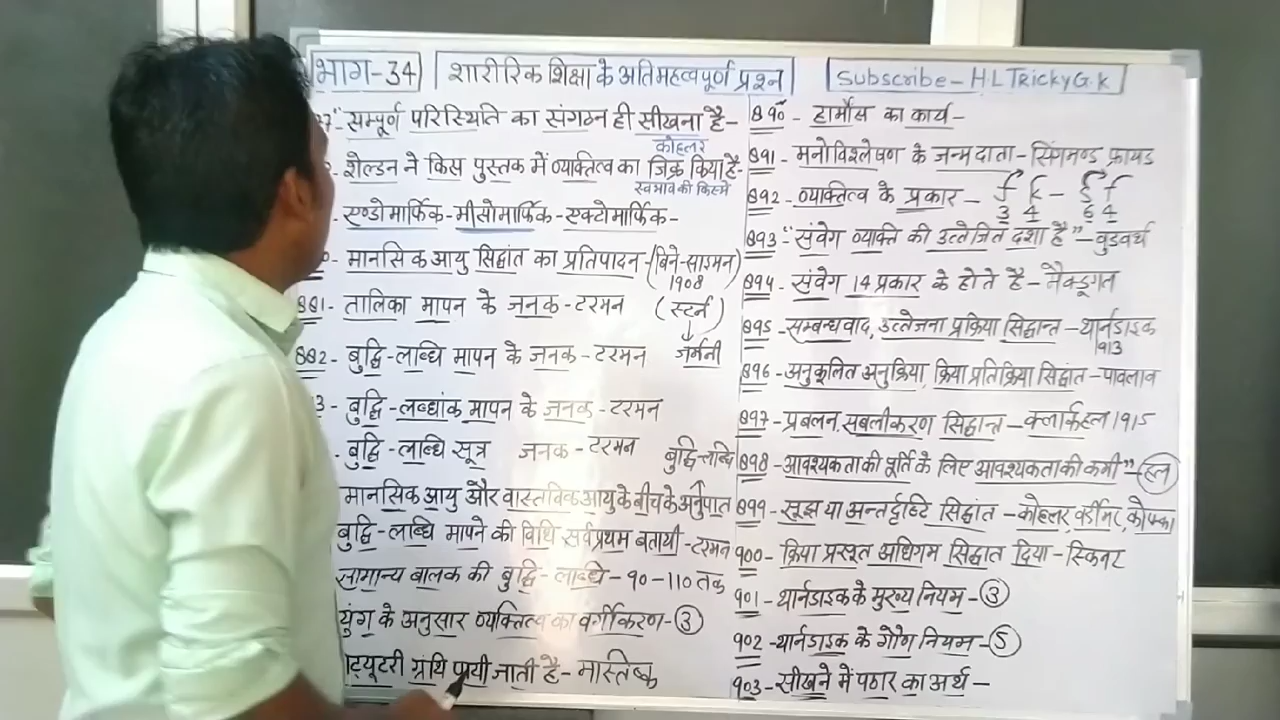 भाग-34
शारीरिक शिक्षा के अतिमहत्वपूर्ण प्रश्न
Subscribe - H L Tricky G.k
"सम्पूर्ण परिस्थिति का संगठन ही सीखना है-
कोहलर
शेल्डन ने किस पुस्तक में व्यक्तित्व का जिक्र किया है-
स्वभाव की किस्में
एण्डोमार्फिक-मीसोमार्फिक-एक्टोमार्फिक-
मानसिक आयु सिद्वांत का प्रतिपादन-(बिने-साइमन)
1908
881- तालिका मापन के जनक-टरमन (स्टर्न)
↓
जर्मनी
882- बुद्वि-लाब्धि मापन के जनक-टरमन
3- बुद्वि-लब्धांक मापन के जनक-टरमन
बुद्वि-लाब्धि सूत्र जनक-टरमन बुद्वि-लब्धि
मानसिक आयु और वास्तविक आयु के बीच के अनुपात
बुद्वि-लाब्धि मापने की विधि सर्वप्रथम बतायी-टरमन
सामान्य बालक की बुद्वि-लाब्धि-90-110 तक
युंग के अनुसार व्यक्तित्व का वर्गीकरण-③
ट्यूटरी ग्रंथि पायी जाती है-मास्तिष्क
890- हार्मोंस का कार्य-
891- मनोविश्लेषण के जन्मदाता-सिंगमण्ड फ्रायड
892- व्यक्तित्व के प्रकार-
3 4 6 4
893- "संवेग व्यक्ति की उत्तेजित दशा है"-वुडवर्थ
894- संवेग 14 प्रकार के होते है-मैक्डूगल
895- सम्बन्धवाद, उत्तेजना प्रक्रिया सिद्वान्त-थार्नडाइक
1913
896- अनुकूलित अनुक्रिया, क्रिया प्रतिक्रिया सिद्वांत-पावलाव
897- प्रबलन, सबलीकरण सिद्वान्त-क्लार्कहल 1915
898- आवश्यकता की पूर्ति के लिए आवश्यकता की कमी"-हल
899- सूझ या अन्तर्दृष्टि सिद्वांत-कोहलर, वर्दीमर, कोफ्का
900- क्रिया प्रसूत अधिगम सिद्वांत दिया-स्किनर
901- थार्नडाइक के मुख्य नियम-③
902- थार्नडाइक के गौण नियम-⑤
903- सीखने में पठार का अर्थ-